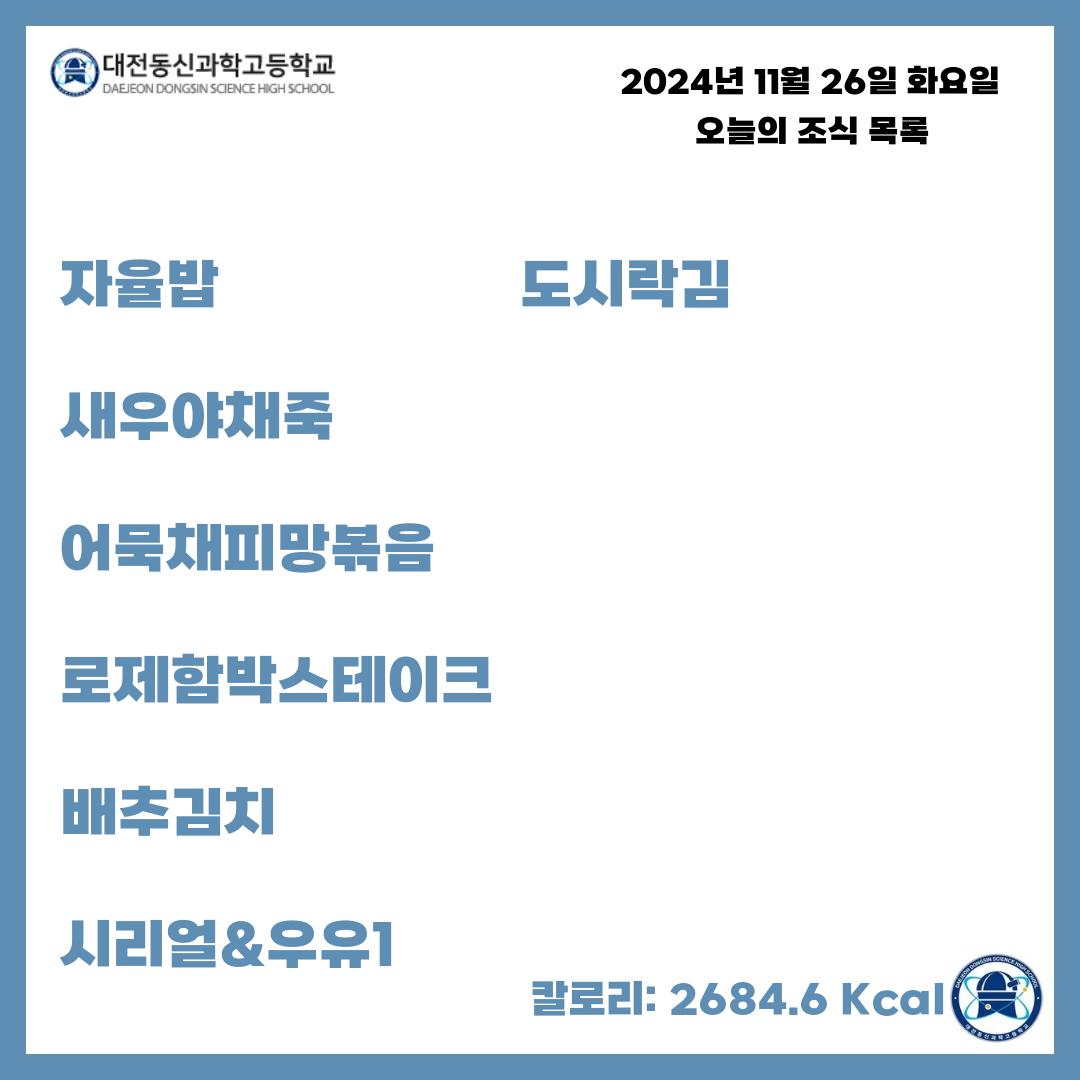 대전동신과학고등학교
DAEJEON DONGSIN SCIENCE HIGH SCHOOL
2024년 11월 26일 화요일
오늘의 조식 목록
자율밥
도시락김
새우야채죽
어묵채피망볶음
로제함박스테이크
배추김치
시리얼&우유1
칼로리: 2684.6 Kcal
DAEJEON DONGSIN SCIENCE HIGH SCHOOL
대전동신과학고등학교